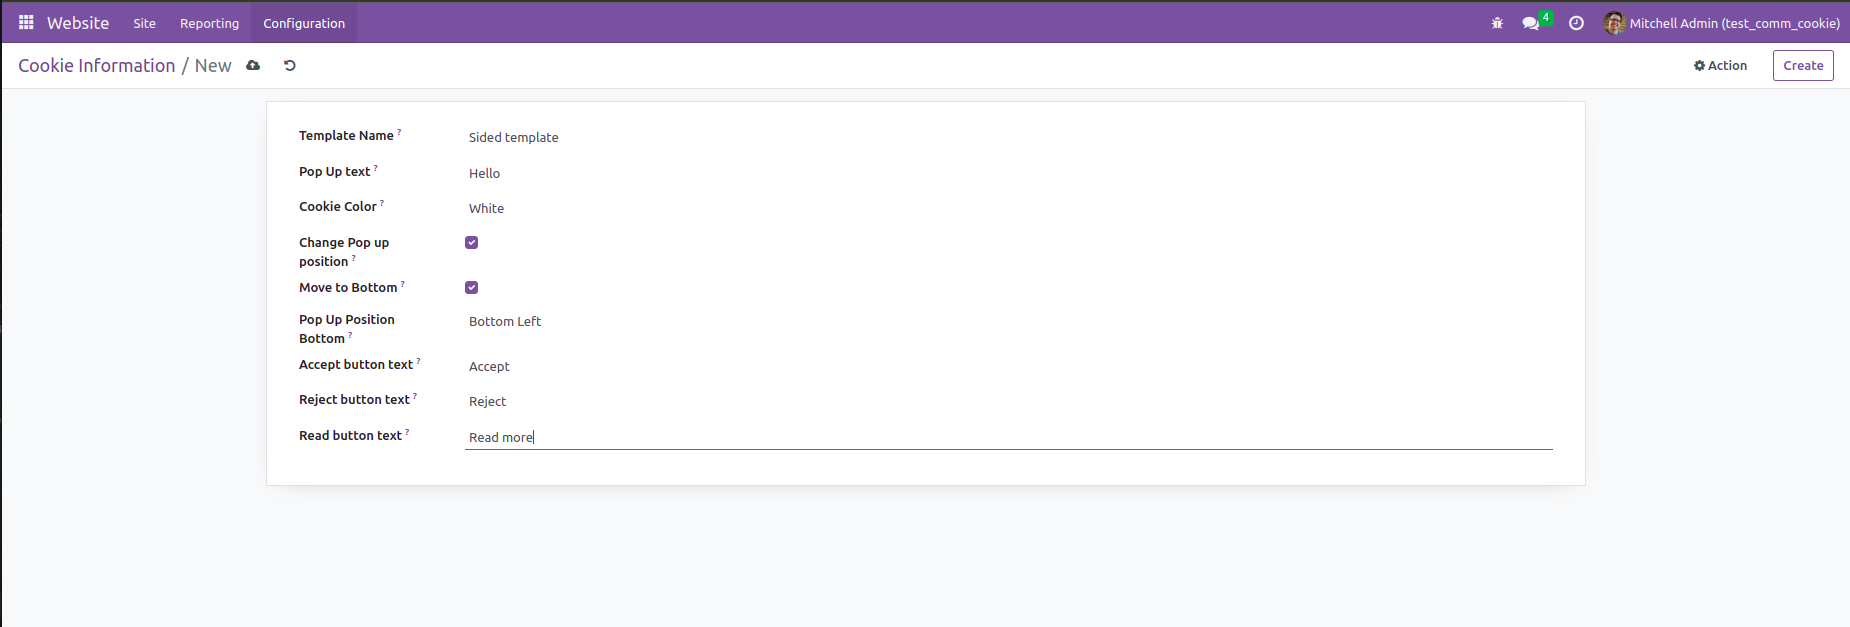 Website Site Reporting Configuration 4 Mitchell Admin (test_comm_cookie)
Cookie Information / New Action Create
Template Name ? Sided template
Pop Up text ? Hello
Cookie Color ? White
Change Pop up
position ?
Move to Bottom ?
Pop Up Position
Bottom ? Bottom Left
Accept button text ? Accept
Reject button text ? Reject
Read button text ? Read more